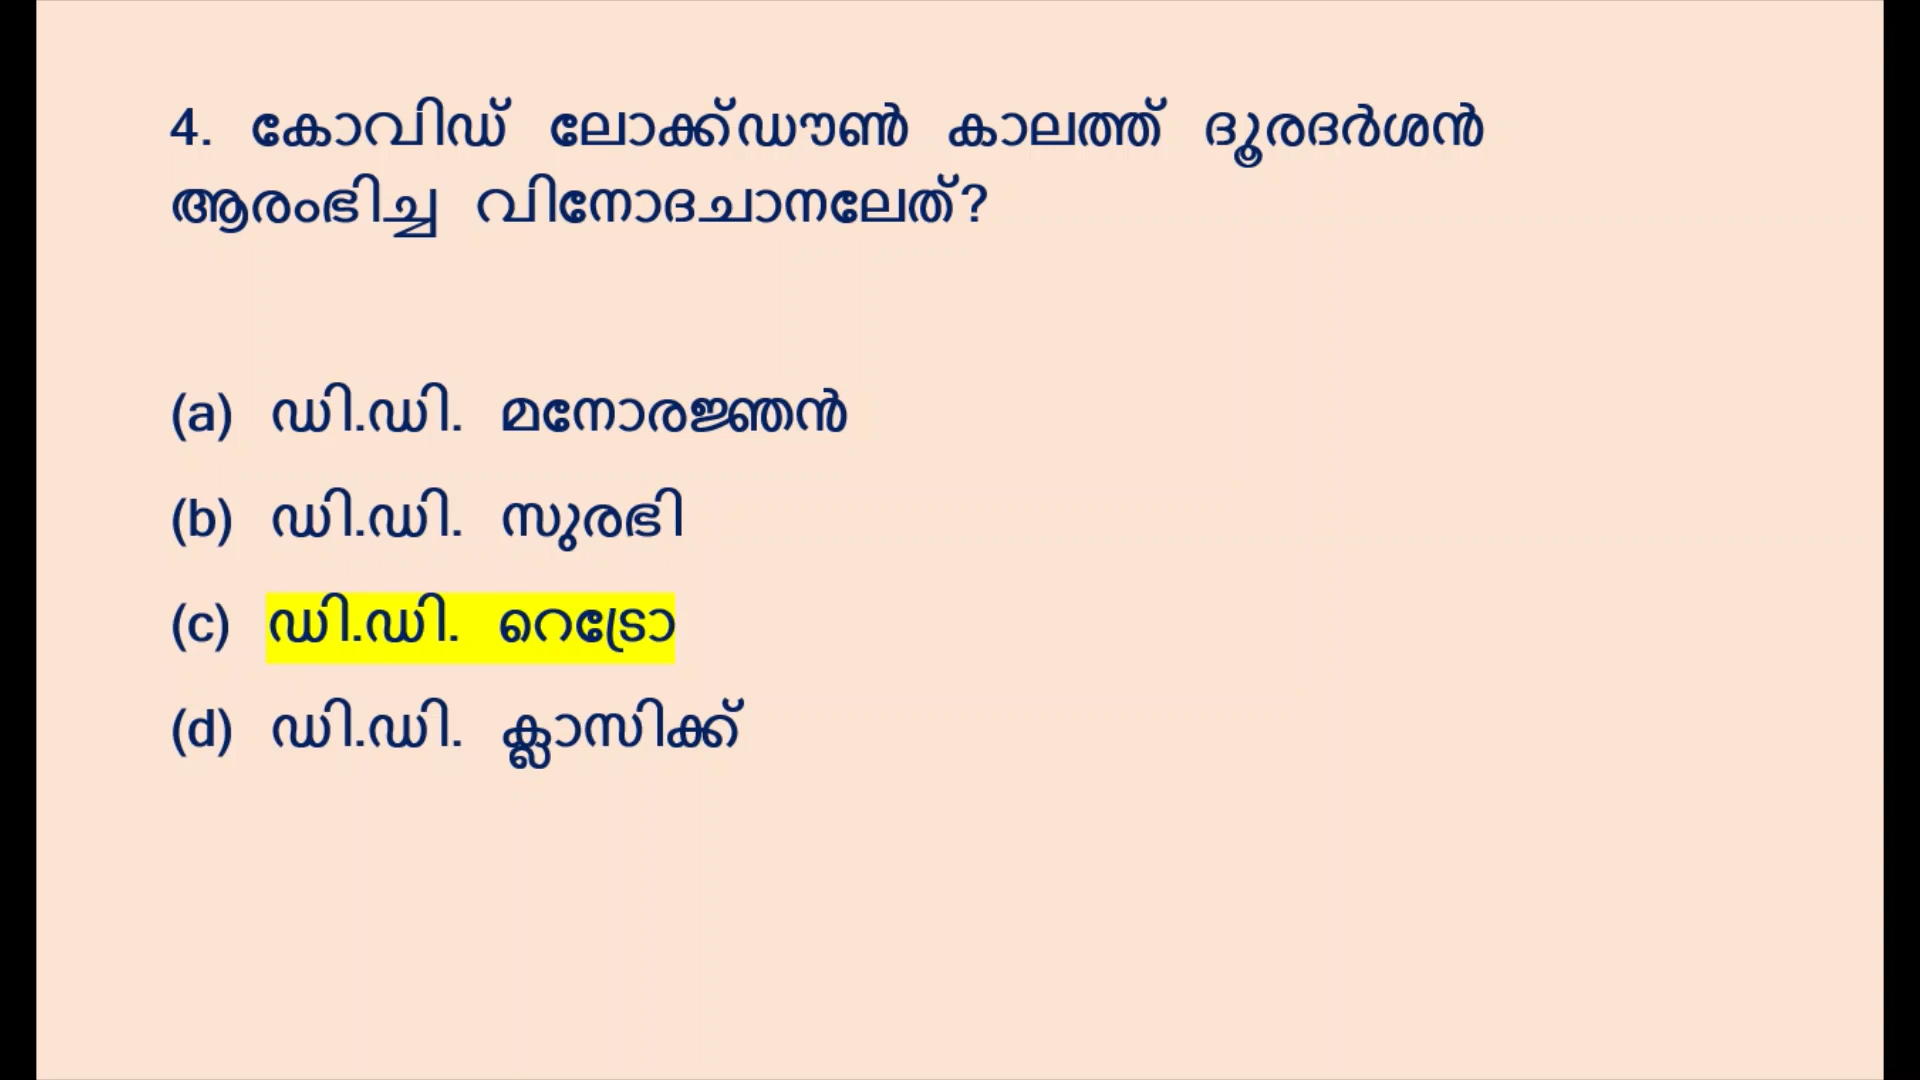 4. കോവിഡ് ലോക്ക്ഡൗൺ കാലത്ത് ദൂരദർശൻ
ആരംഭിച്ച വിനോദചാനലേത്?
(a) ഡി.ഡി. മനോരഞ്ജൻ
(b) ഡി.ഡി. സുരഭി
(c) ഡി.ഡി. റെട്രോ
(d) ഡി.ഡി. ക്ലാസിക്ക്